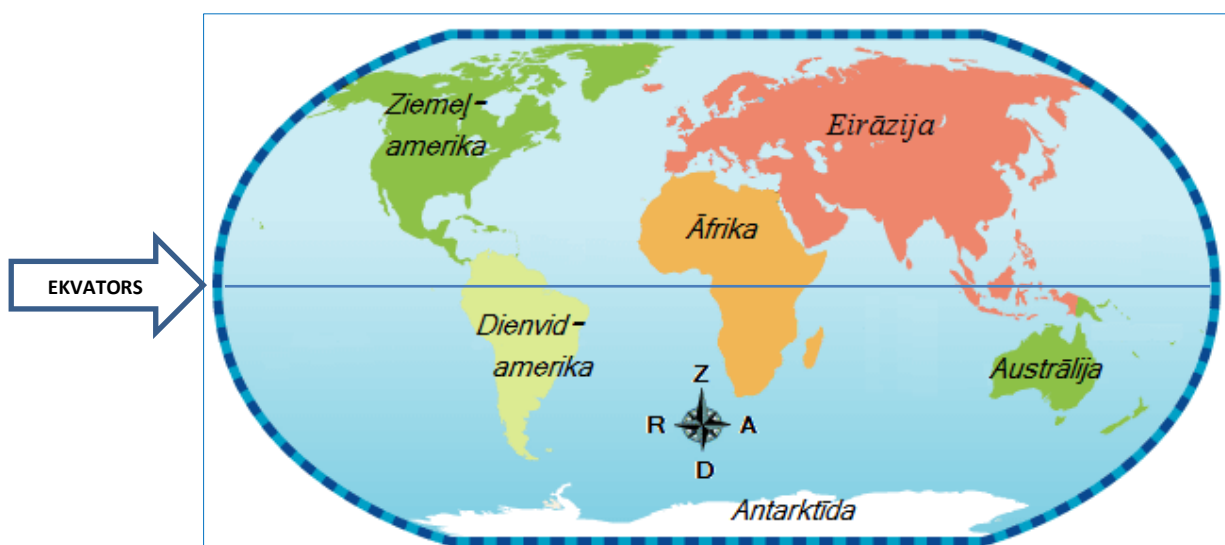 Ziemeļ-
amerika
Eirāzija
Āfrika
EKVATORS
Dienvid-
amerika
Austrālija
Z
R A
D
Antarktīda